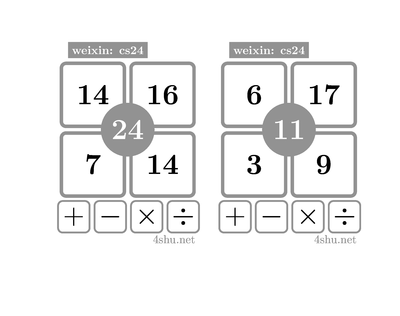 weixin: cs24
14 16
24
7 14
+ − × ÷
4shu.net
weixin: cs24
6 17
11
3 9
+ − × ÷
4shu.net